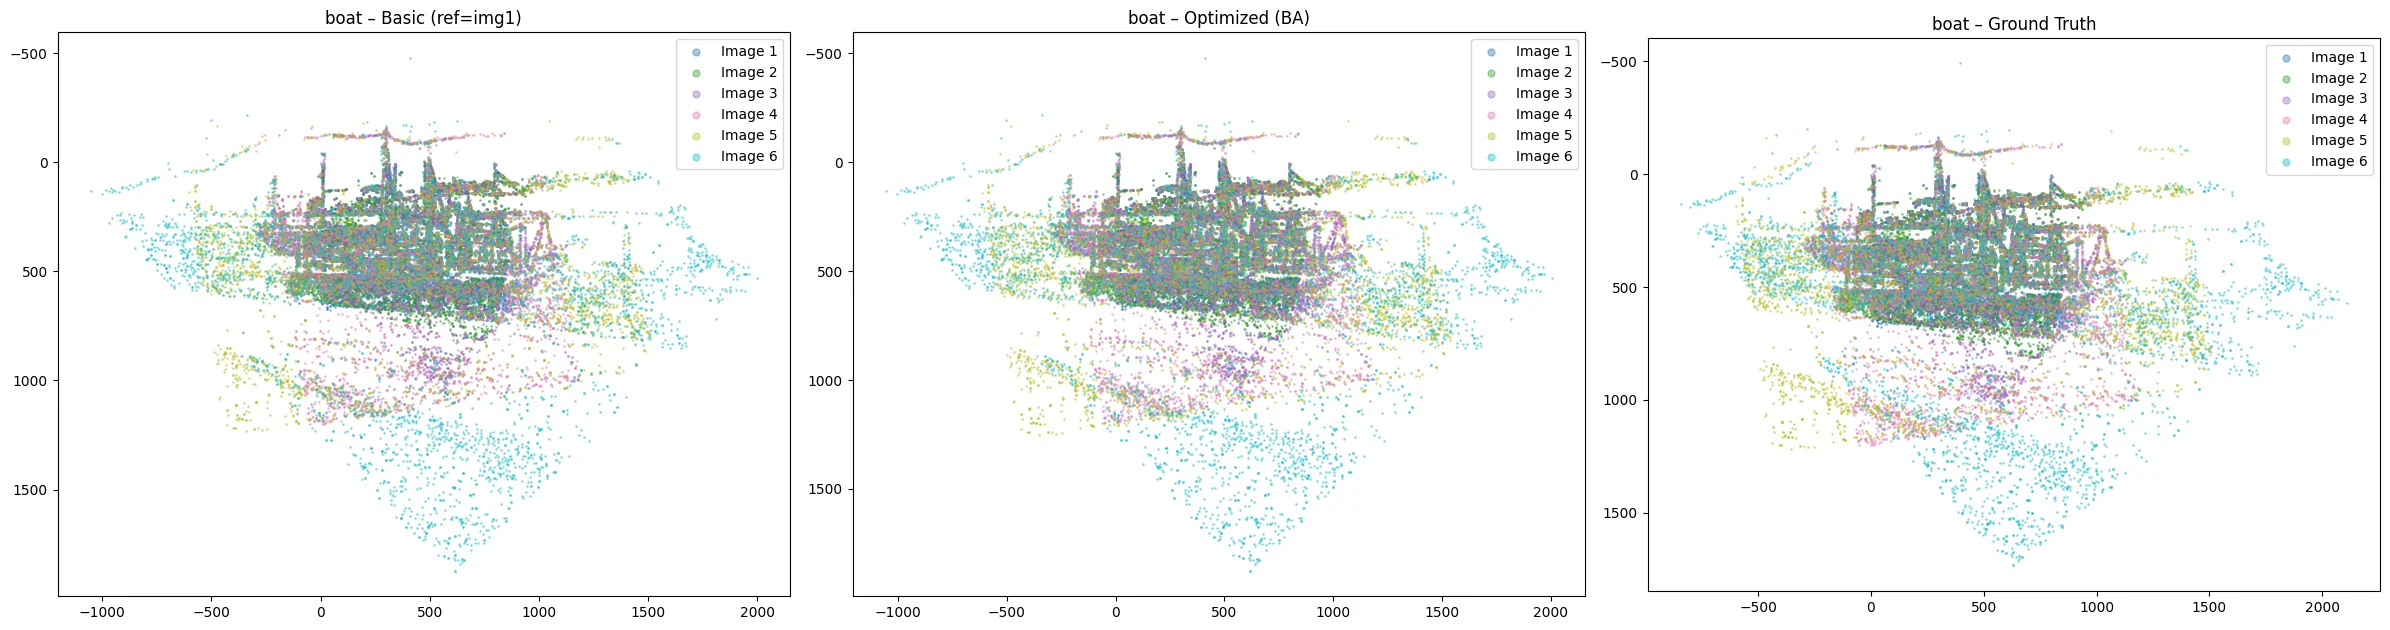 boat – Basic (ref=img1)
−500
0
500
1000
1500
−1000
−500
0
500
1000
1500
2000
Image 1
Image 2
Image 3
Image 4
Image 5
Image 6
boat – Optimized (BA)
−500
0
500
1000
1500
−1000
−500
0
500
1000
1500
2000
Image 1
Image 2
Image 3
Image 4
Image 5
Image 6
boat – Ground Truth
−500
0
500
1000
1500
−500
0
500
1000
1500
2000
Image 1
Image 2
Image 3
Image 4
Image 5
Image 6